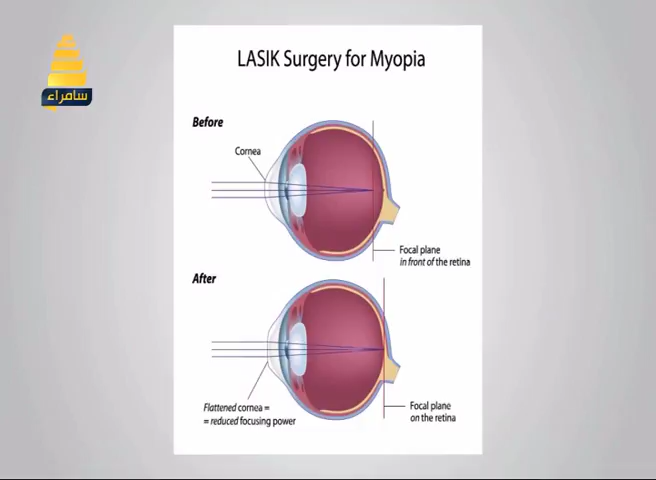 سامراء
LASIK Surgery for Myopia
Before
Cornea
Focal plane
in front of the retina
After
Flattened cornea =
= reduced focusing power
Focal plane
on the retina